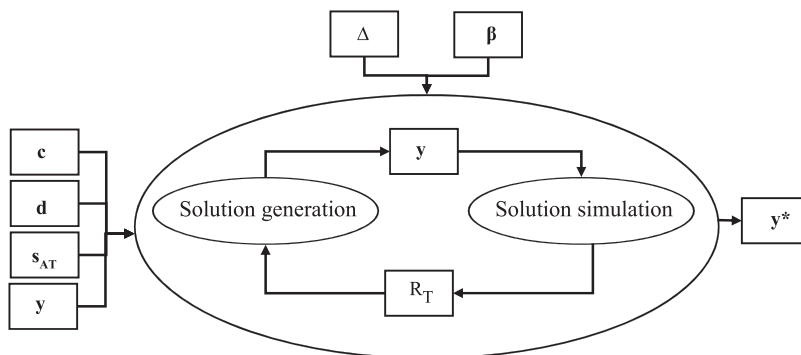 Δ
β
c
d
s_AT
y
y
Solution generation
Solution simulation
R_T
y*